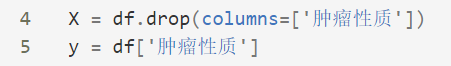 4 X = df.drop(columns=['肿瘤性质'])
5 y = df['肿瘤性质']